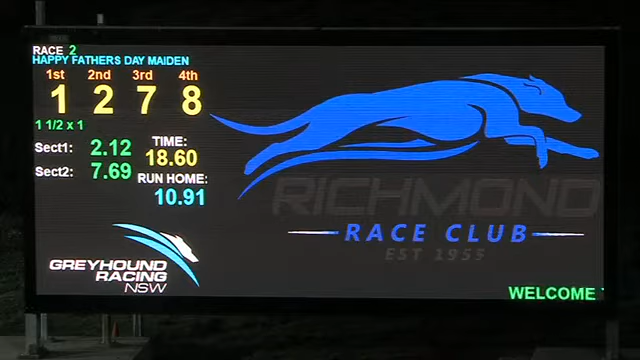 RACE 2
HAPPY FATHERS DAY MAIDEN
1st 2nd 3rd 4th
1 2 7 8
1 1/2 x 1
Sect1: 2.12
Sect2: 7.69
TIME:
18.60
RUN HOME:
10.91
RICHMOND
RACE CLUB
EST 1955
GREYHOUND
RACING
NSW
WELCOME